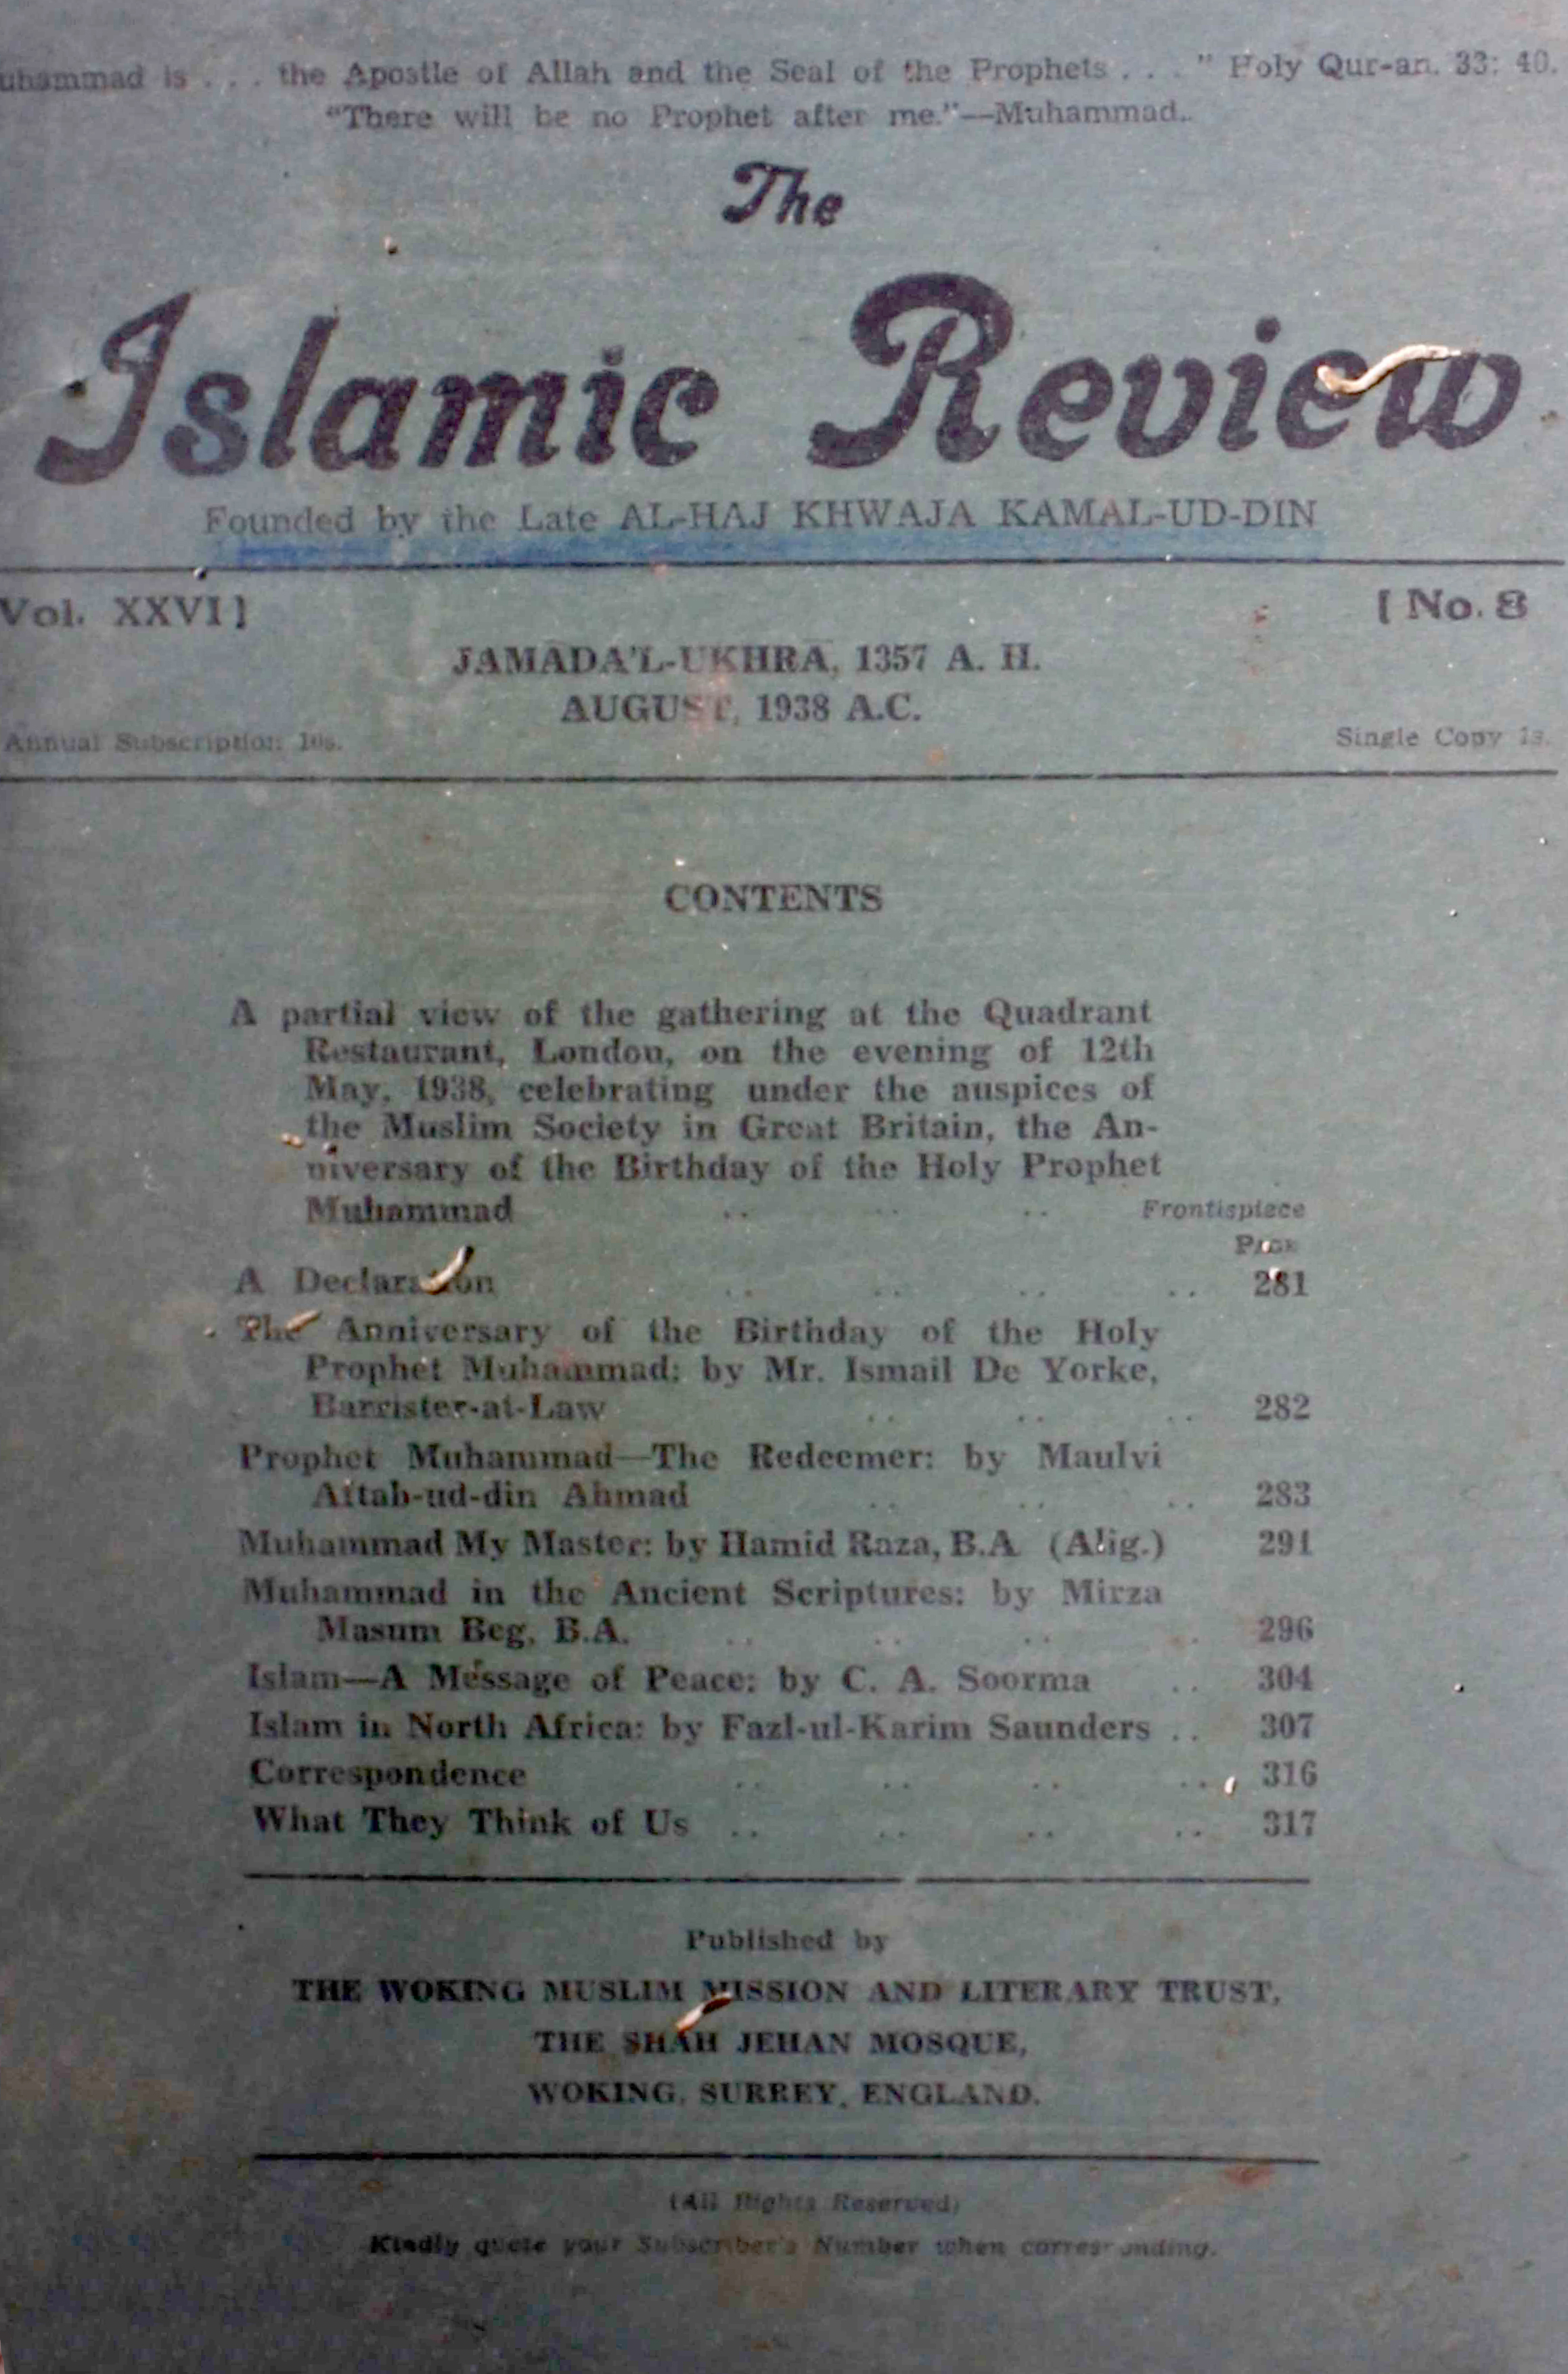 uhammad is . . . the Apostle of Allah and the Seal of the Prophets . . . " Holy Qur-an. 33: 40.
"There will be no Prophet after me."—Muhammad.
The
Islamic Review
Founded by the Late AL-HAJ KHWAJA KAMAL-UD-DIN
Vol. XXVI] [ No. 8
JAMADA'L-UKHRA, 1357 A. H.
AUGUST, 1938 A.C.
Annual Subscription 10s. Single Copy 1s.
CONTENTS
A partial view of the gathering at the Quadrant
Restaurant, London, on the evening of 12th
May, 1938, celebrating under the auspices of
the Muslim Society in Great Britain, the An-
niversary of the Birthday of the Holy Prophet
Muhammad .. .. .. Frontispiece
PAGE
A Declaration .. .. .. .. 281
The Anniversary of the Birthday of the Holy
Prophet Muhammad: by Mr. Ismail De Yorke,
Barrister-at-Law .. .. .. 282
Prophet Muhammad—The Redeemer: by Maulvi
Aftab-ud-din Ahmad .. .. .. 283
Muhammad My Master: by Hamid Raza, B.A. (Alig.) 291
Muhammad in the Ancient Scriptures: by Mirza
Masum Beg, B.A. .. .. .. .. 296
Islam—A Message of Peace: by C. A. Soorma .. 304
Islam in North Africa: by Fazl-ul-Karim Saunders .. 307
Correspondence .. .. .. .. 316
What They Think of Us .. .. .. .. 317
Published by
THE WOKING MUSLIM MISSION AND LITERARY TRUST,
THE SHAH JEHAN MOSQUE,
WOKING, SURREY, ENGLAND.
(All Rights Reserved)
Kindly quote your Subscriber's Number when corresponding.